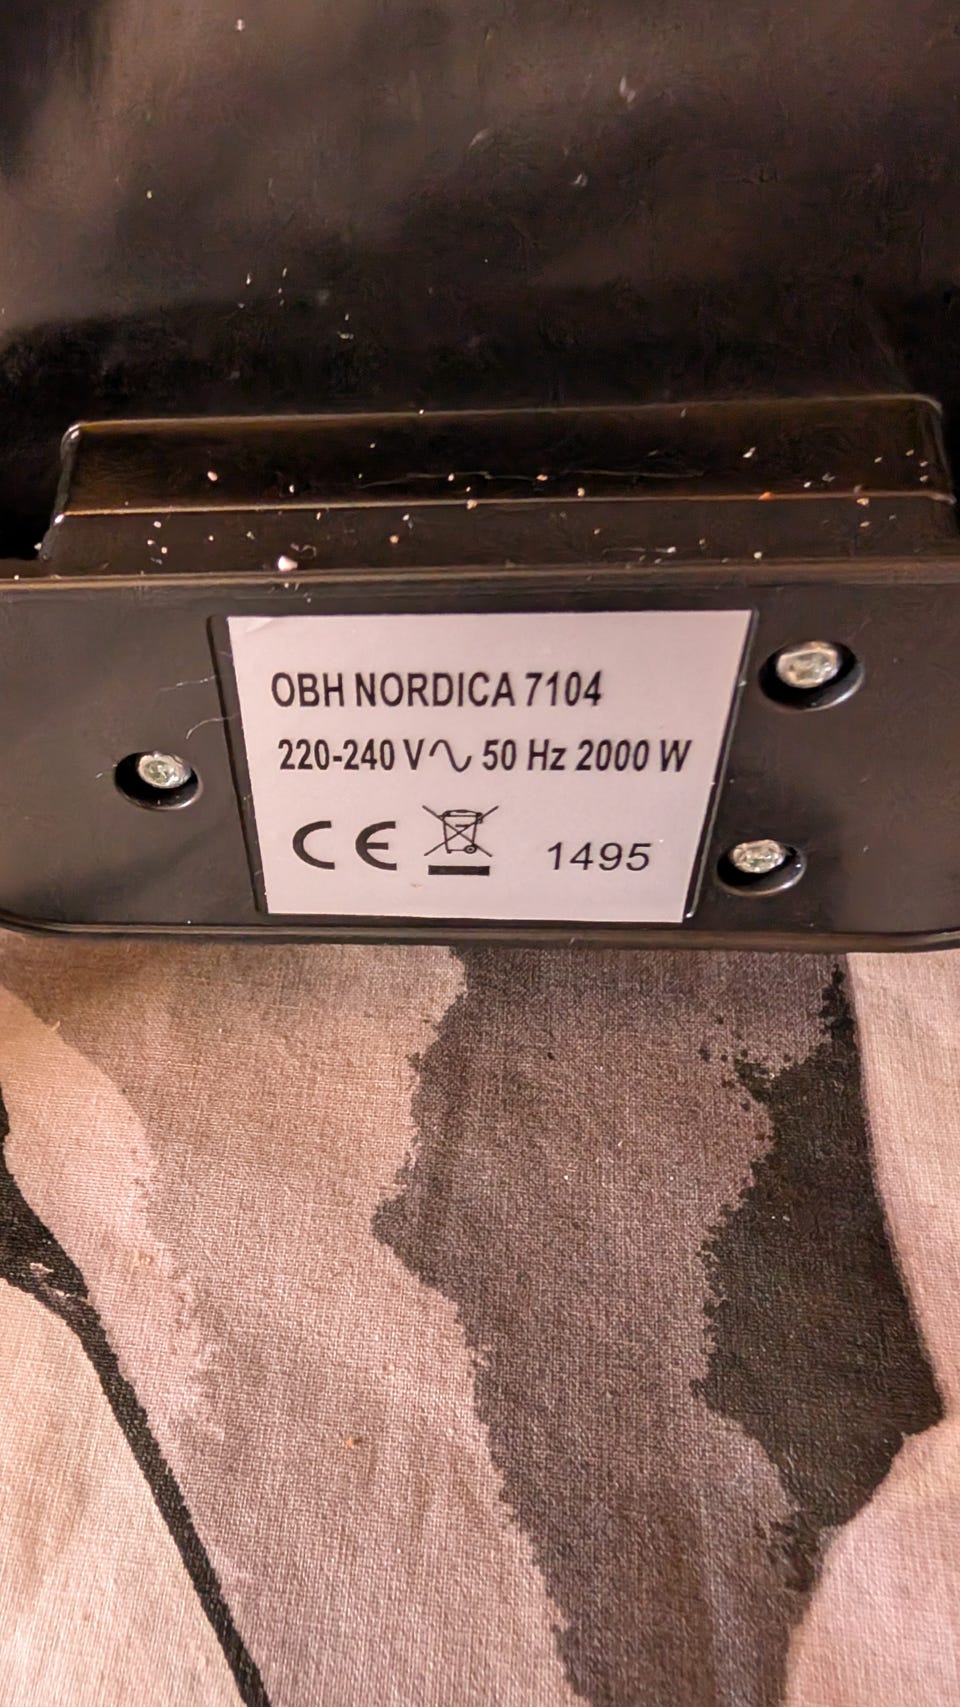 OBH NORDICA 7104
220-240 V∿ 50 Hz 2000 W
CE 1495